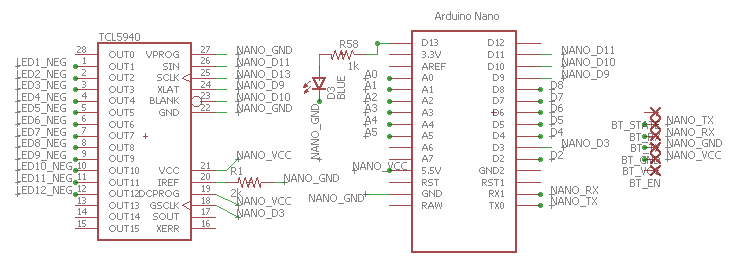 Arduino Nano
TCL5940
28 OUT0 VPROG 27 NANO_GND
LED1_NEG 1 OUT1 SIN 26 NANO_D11
LED2_NEG 2 OUT2 SCLK 25 NANO_D13
LED3_NEG 3 OUT3 XLAT 24 NANO_D9
LED4_NEG 4 OUT4 BLANK 23 NANO_D10
LED5_NEG 5 OUT5 GND 22 NANO_GND
LED6_NEG 6 OUT6
LED7_NEG 7 OUT7
LED8_NEG 8 OUT8
LED9_NEG 9 OUT9
LED10_NEG 10 OUT10 VCC 21 NANO_VCC
LED11_NEG 11 OUT11 IREF 20 R1 2k NANO_GND
LED12_NEG 12 OUT12 DCPROG 19 NANO_VCC
13 OUT13 GSCLK 18 NANO_D3
14 OUT14 SOUT 17
15 OUT15 XERR 16
R58
1k
D3
BLUE
NANO_GND
D13 D12
3.3V D11 NANO_D11
AREF D10 NANO_D10
A0 A0 D9 NANO_D9
A1 A1 D8 D8
A2 A2 D7 D7
A3 A3 D6 D6
A4 A4 D5 D5
A5 A5 D4 D4
A6 D3 NANO_D3
A7 D2 D2
NANO_VCC 5.5V GND2
RST RST1
NANO_GND GND RX1 NANO_RX
RAW TX0 NANO_TX
NANO_TX
BT_STA
NANO_RX
NANO_GND
NANO_VCC
BT_EN